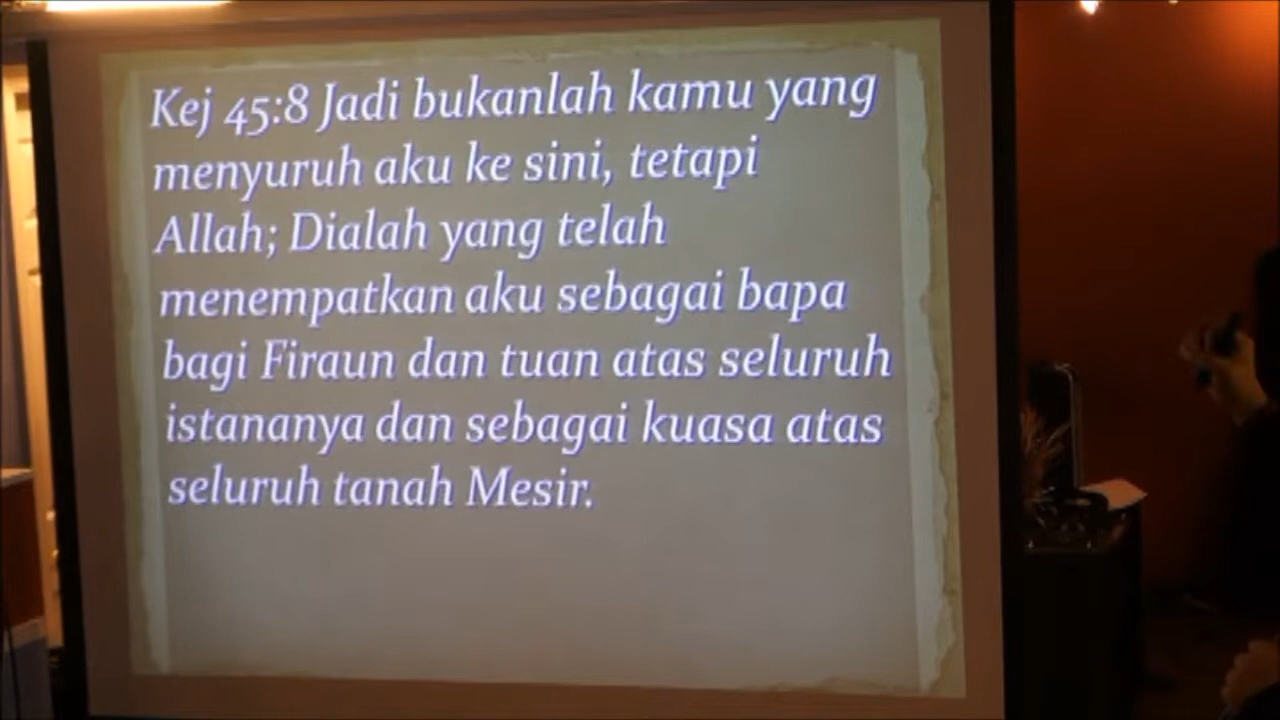 Kej 45:8 Jadi bukanlah kamu yang
menyuruh aku ke sini, tetapi
Allah; Dialah yang telah
menempatkan aku sebagai bapa
bagi Firaun dan tuan atas seluruh
istananya dan sebagai kuasa atas
seluruh tanah Mesir.